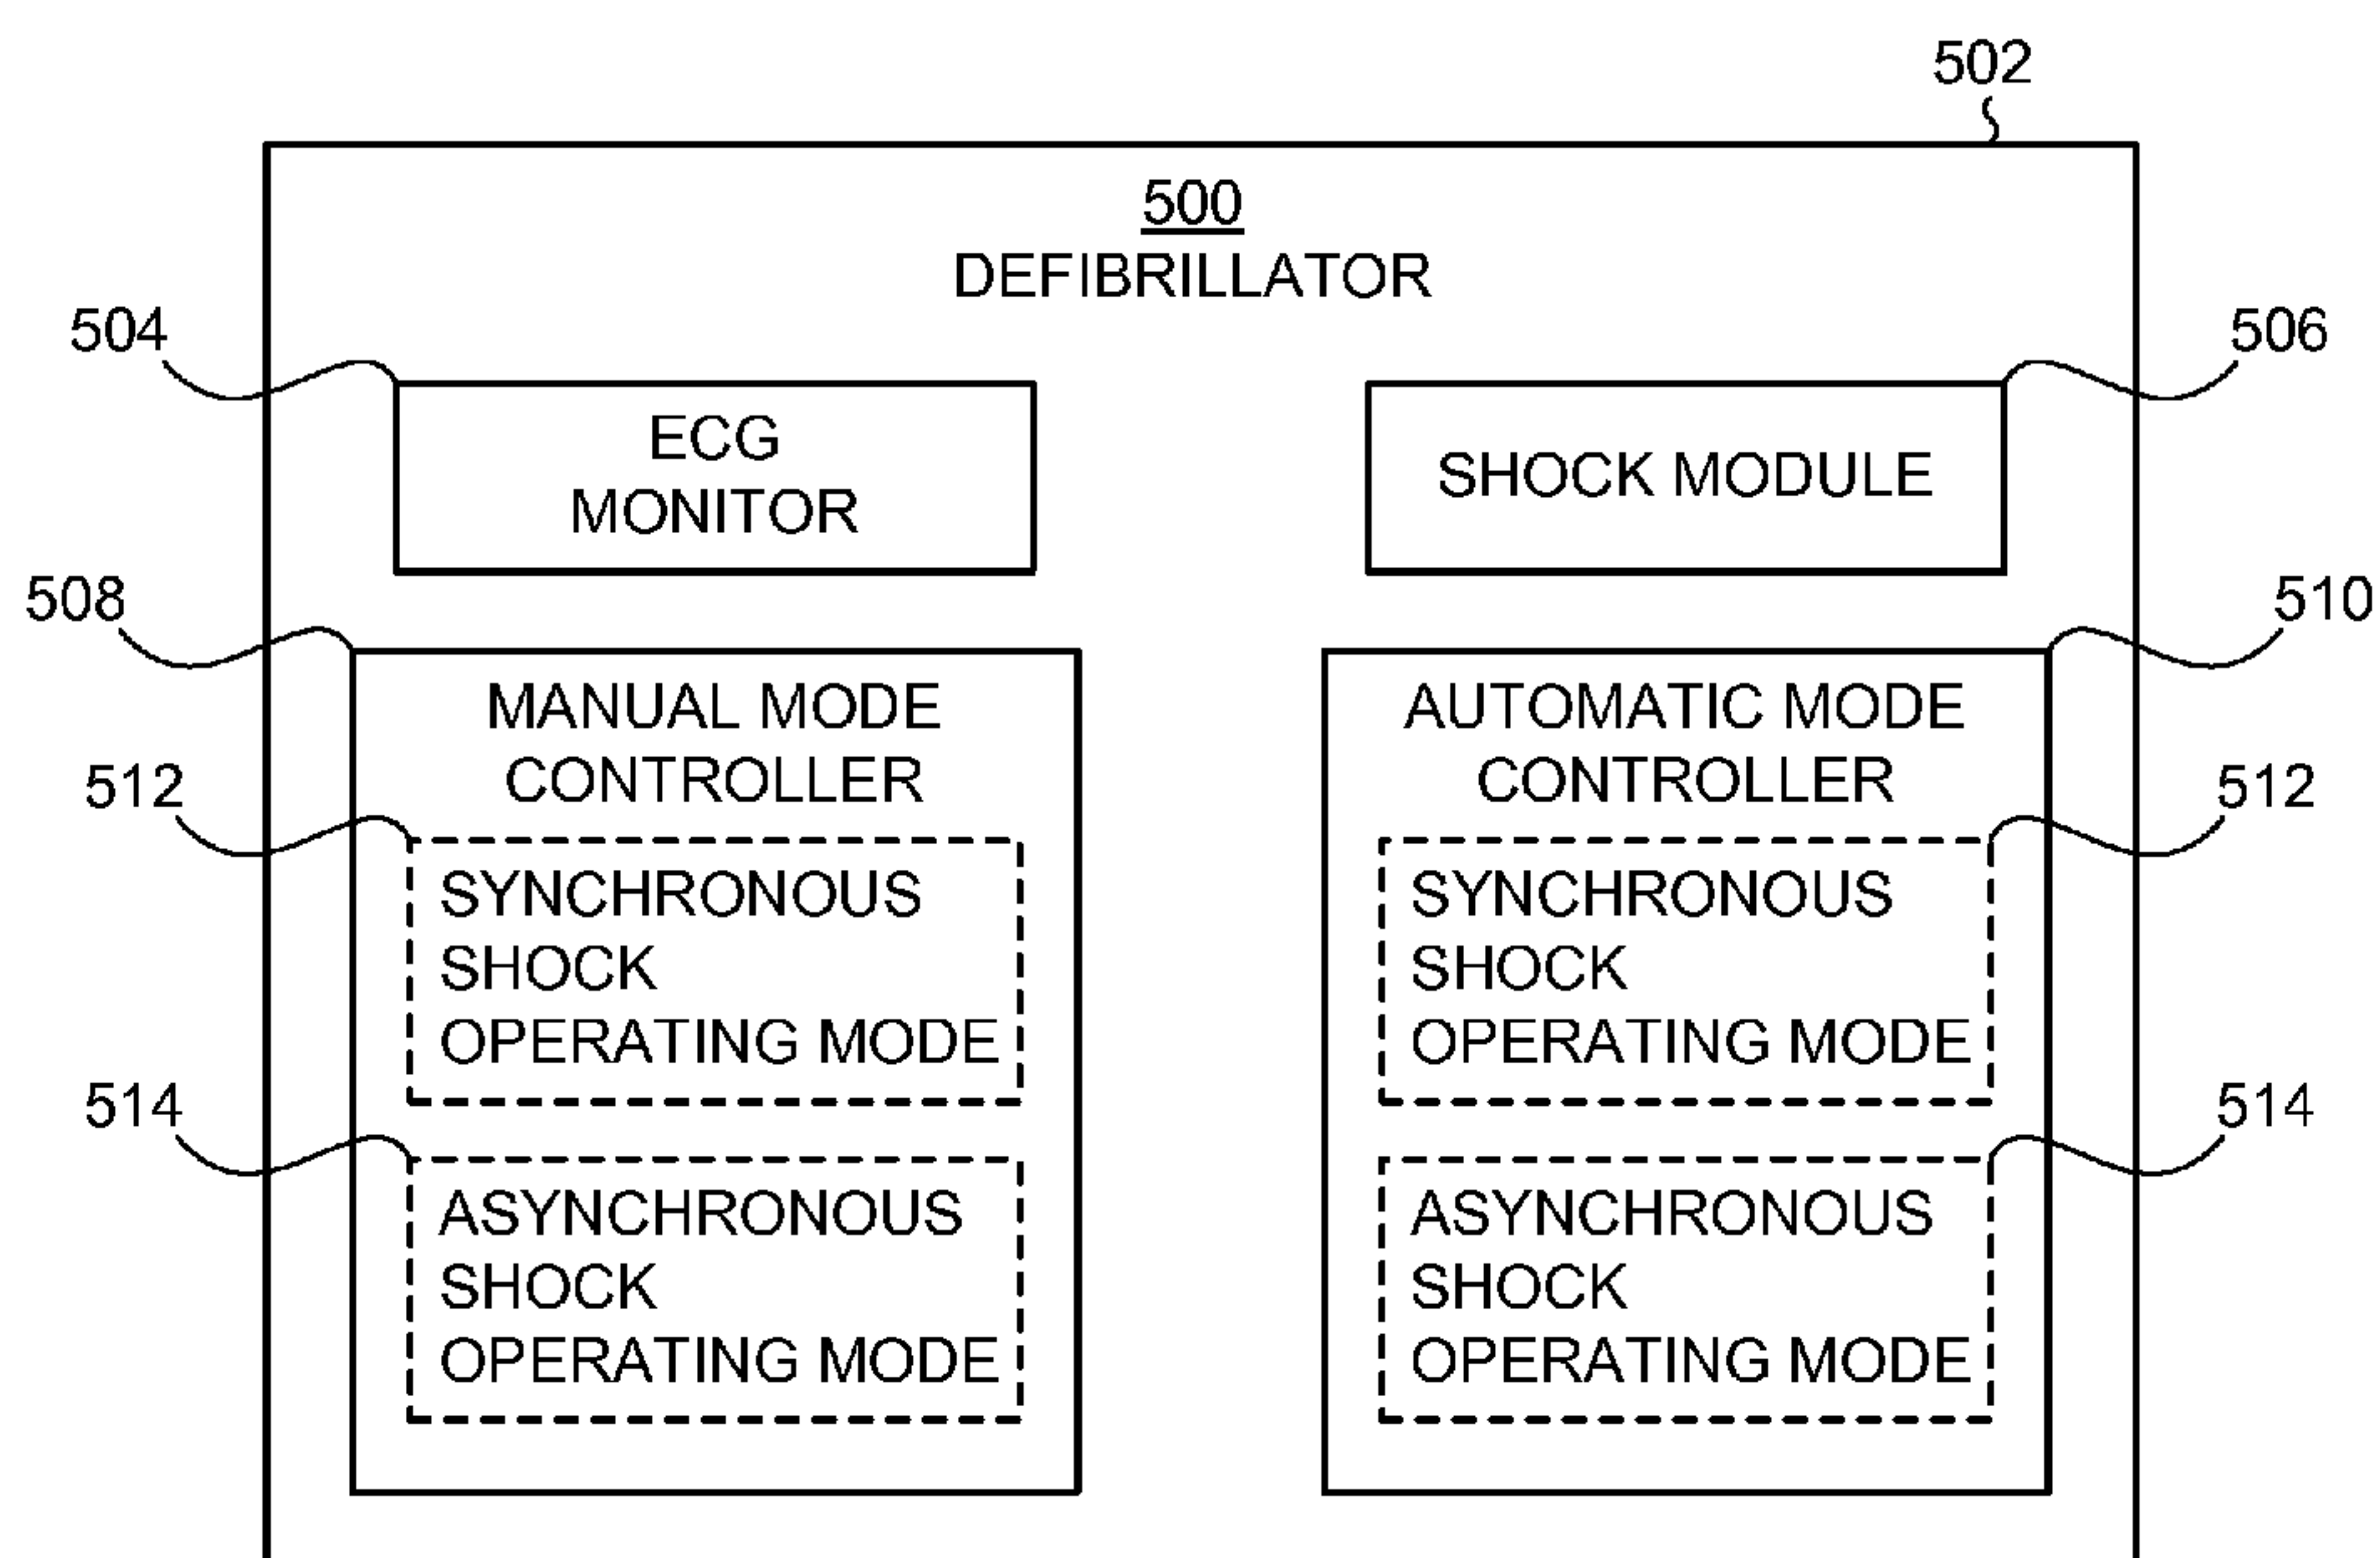 502
500
DEFIBRILLATOR
504
506
ECG
MONITOR
SHOCK MODULE
508
510
MANUAL MODE
CONTROLLER
AUTOMATIC MODE
CONTROLLER
512
SYNCHRONOUS
SHOCK
OPERATING MODE
512
SYNCHRONOUS
SHOCK
OPERATING MODE
514
ASYNCHRONOUS
SHOCK
OPERATING MODE
514
ASYNCHRONOUS
SHOCK
OPERATING MODE